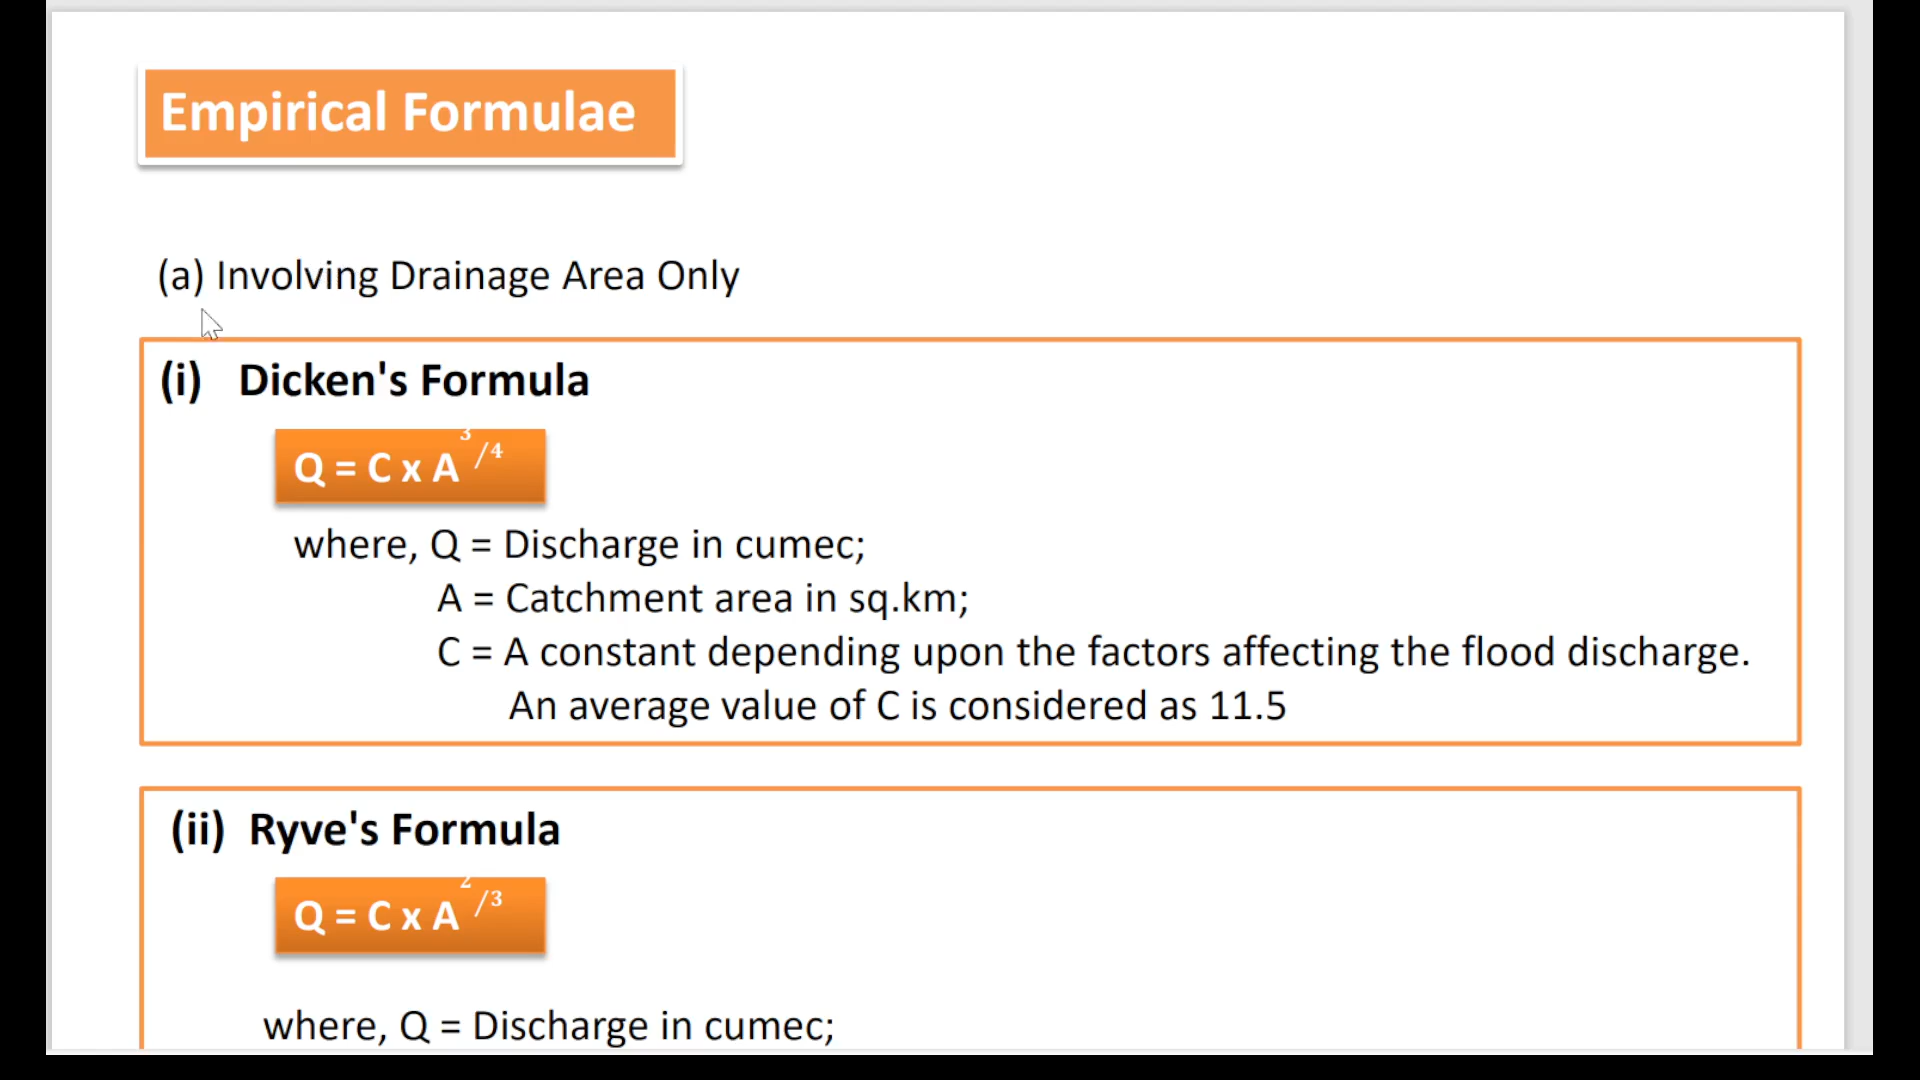 Empirical Formulae
(a) Involving Drainage Area Only
(i) Dicken's Formula
Q = C x A 3/4
where, Q = Discharge in cumec;
A = Catchment area in sq.km;
C = A constant depending upon the factors affecting the flood discharge.
An average value of C is considered as 11.5
(ii) Ryve's Formula
Q = C x A 2/3
where, Q = Discharge in cumec;